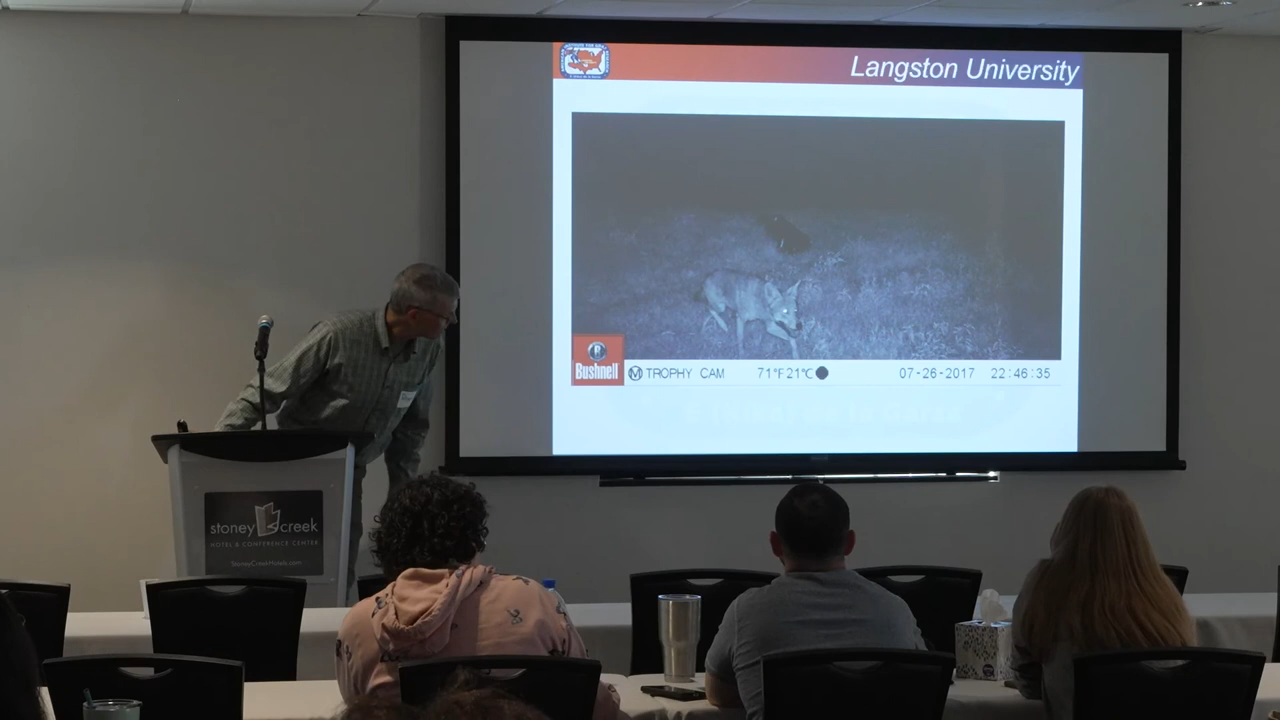 Langston University
Bushnell
M TROPHY CAM 71°F21°C 07-26-2017 22:46:35
stoney creek
HOTEL & CONFERENCE CENTER
StoneyCreekHotels.com